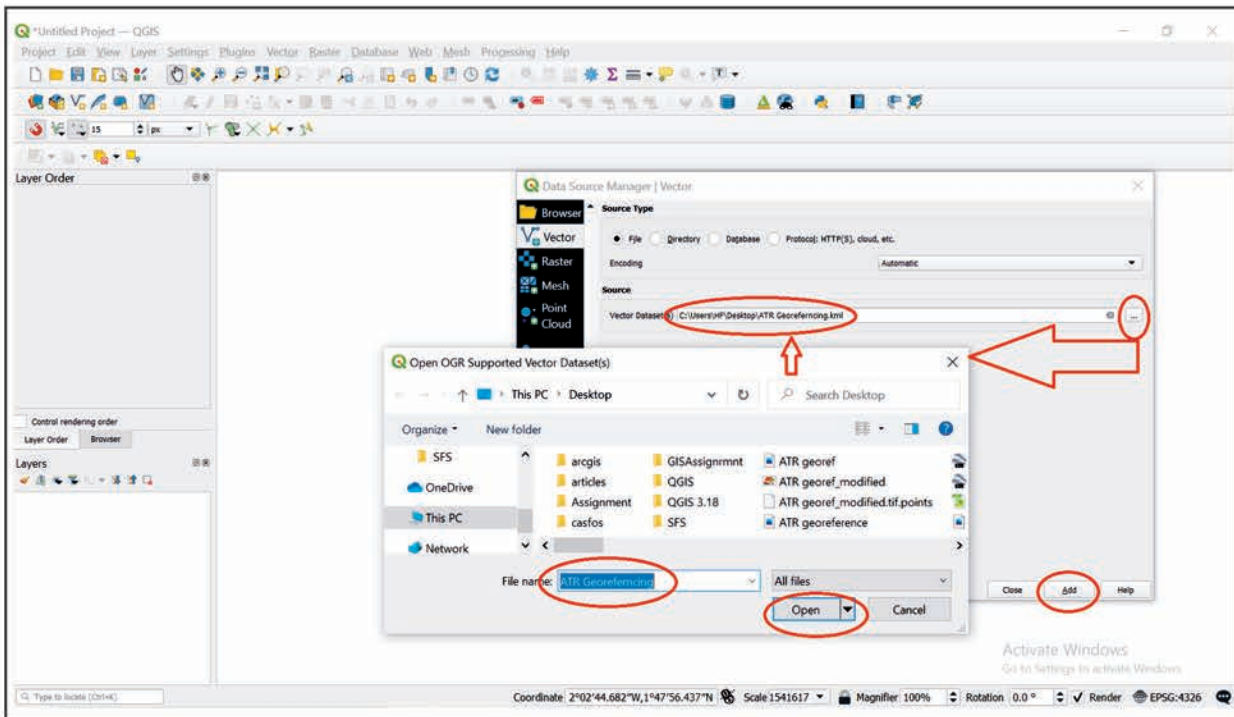 *Untitled Project — QGIS
Project Edit View Layer Settings Plugins Vector Raster Database Web Mesh Processing Help
15 px
Layer Order
Control rendering order
Layer Order Browser
Layers
Data Source Manager | Vector
Browser
Vector
Raster
Mesh
Point
Cloud
Source Type
File Directory Database Protocol: HTTP(S), cloud, etc.
Encoding Automatic
Source
Vector Dataset(s) C:\Users\HP\Desktop\ATR Georeferncing.kml ...
Open OGR Supported Vector Dataset(s)
This PC > Desktop
Search Desktop
Organize New folder
SFS
OneDrive
This PC
Network
arcgis GISAssignrmnt ATR georef
articles QGIS ATR georef_modified
Assignment QGIS 3.18 ATR georef_modified.tif.points
casfos SFS ATR georeference
File name: ATR Georeferncing All files
Open Cancel
Close Add Help
Activate Windows
Go to Settings to activate Windows.
Type to locate (Ctrl+K) Coordinate 2°02'44.682"W,1°47'56.437"N Scale 1541617 Magnifier 100% Rotation 0.0 ° Render EPSG:4326